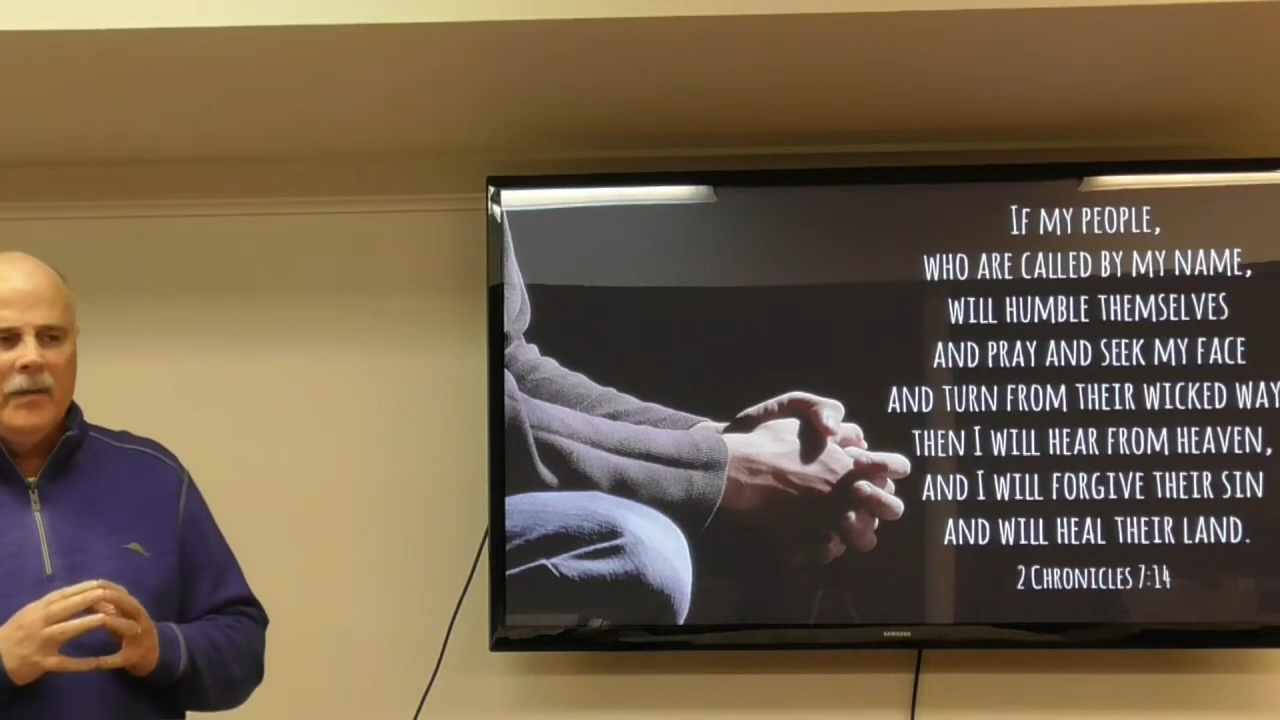 If my people,
who are called by my name,
will humble themselves
and pray and seek my face
and turn from their wicked way
then I will hear from heaven,
and I will forgive their sin
and will heal their land.
2 Chronicles 7:14
SAMSUNG